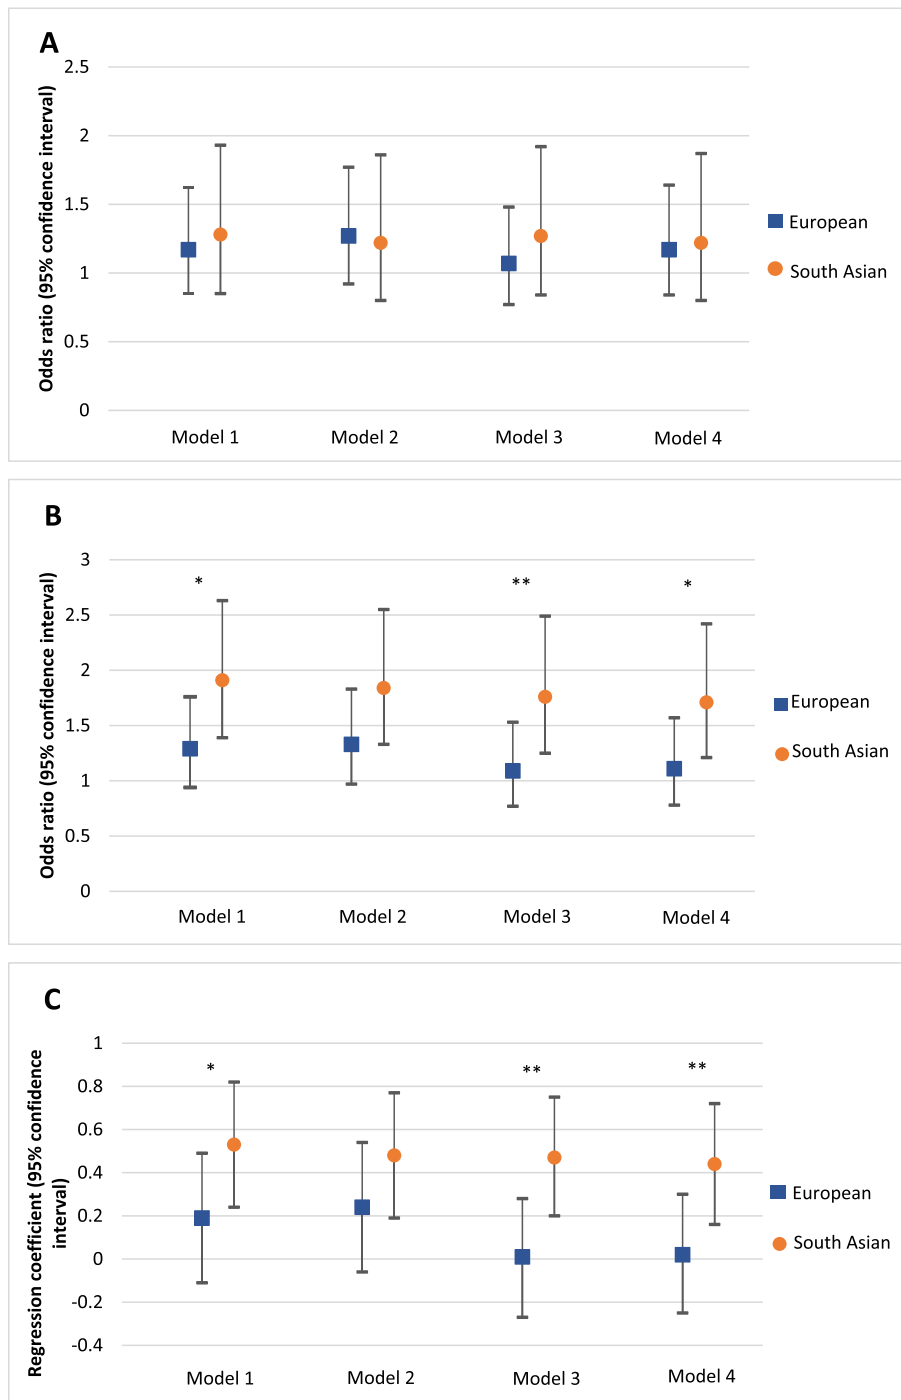 A
Odds ratio (95% confidence interval)
2.5
2
1.5
1
0.5
0
Model 1 Model 2 Model 3 Model 4
European
South Asian
B
Odds ratio (95% confidence interval)
3
2.5
2
1.5
1
0.5
0
* ** *
Model 1 Model 2 Model 3 Model 4
European
South Asian
C
Regression coefficient (95% confidence
interval)
1
0.8
0.6
0.4
0.2
0
-0.2
-0.4
* ** **
Model 1 Model 2 Model 3 Model 4
European
South Asian